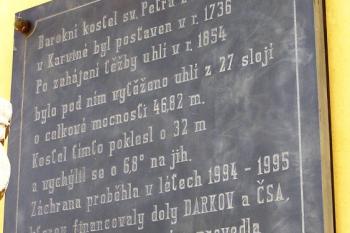 Barokní kostel sv. Petra z
v Karviné byl postaven v r. 1736
Po zahájení těžby uhlí v r. 1854
bylo pod ním vytěženo uhlí z 27 slojí
o celkové mocnosti 46,82 m.
Kostel tímto poklesl o 32 m
a vychýlil se o 6,8° na jih.
Záchrana proběhla v létech 1994 - 1995
financovaly doly DARKOV a ČSA,
provedla